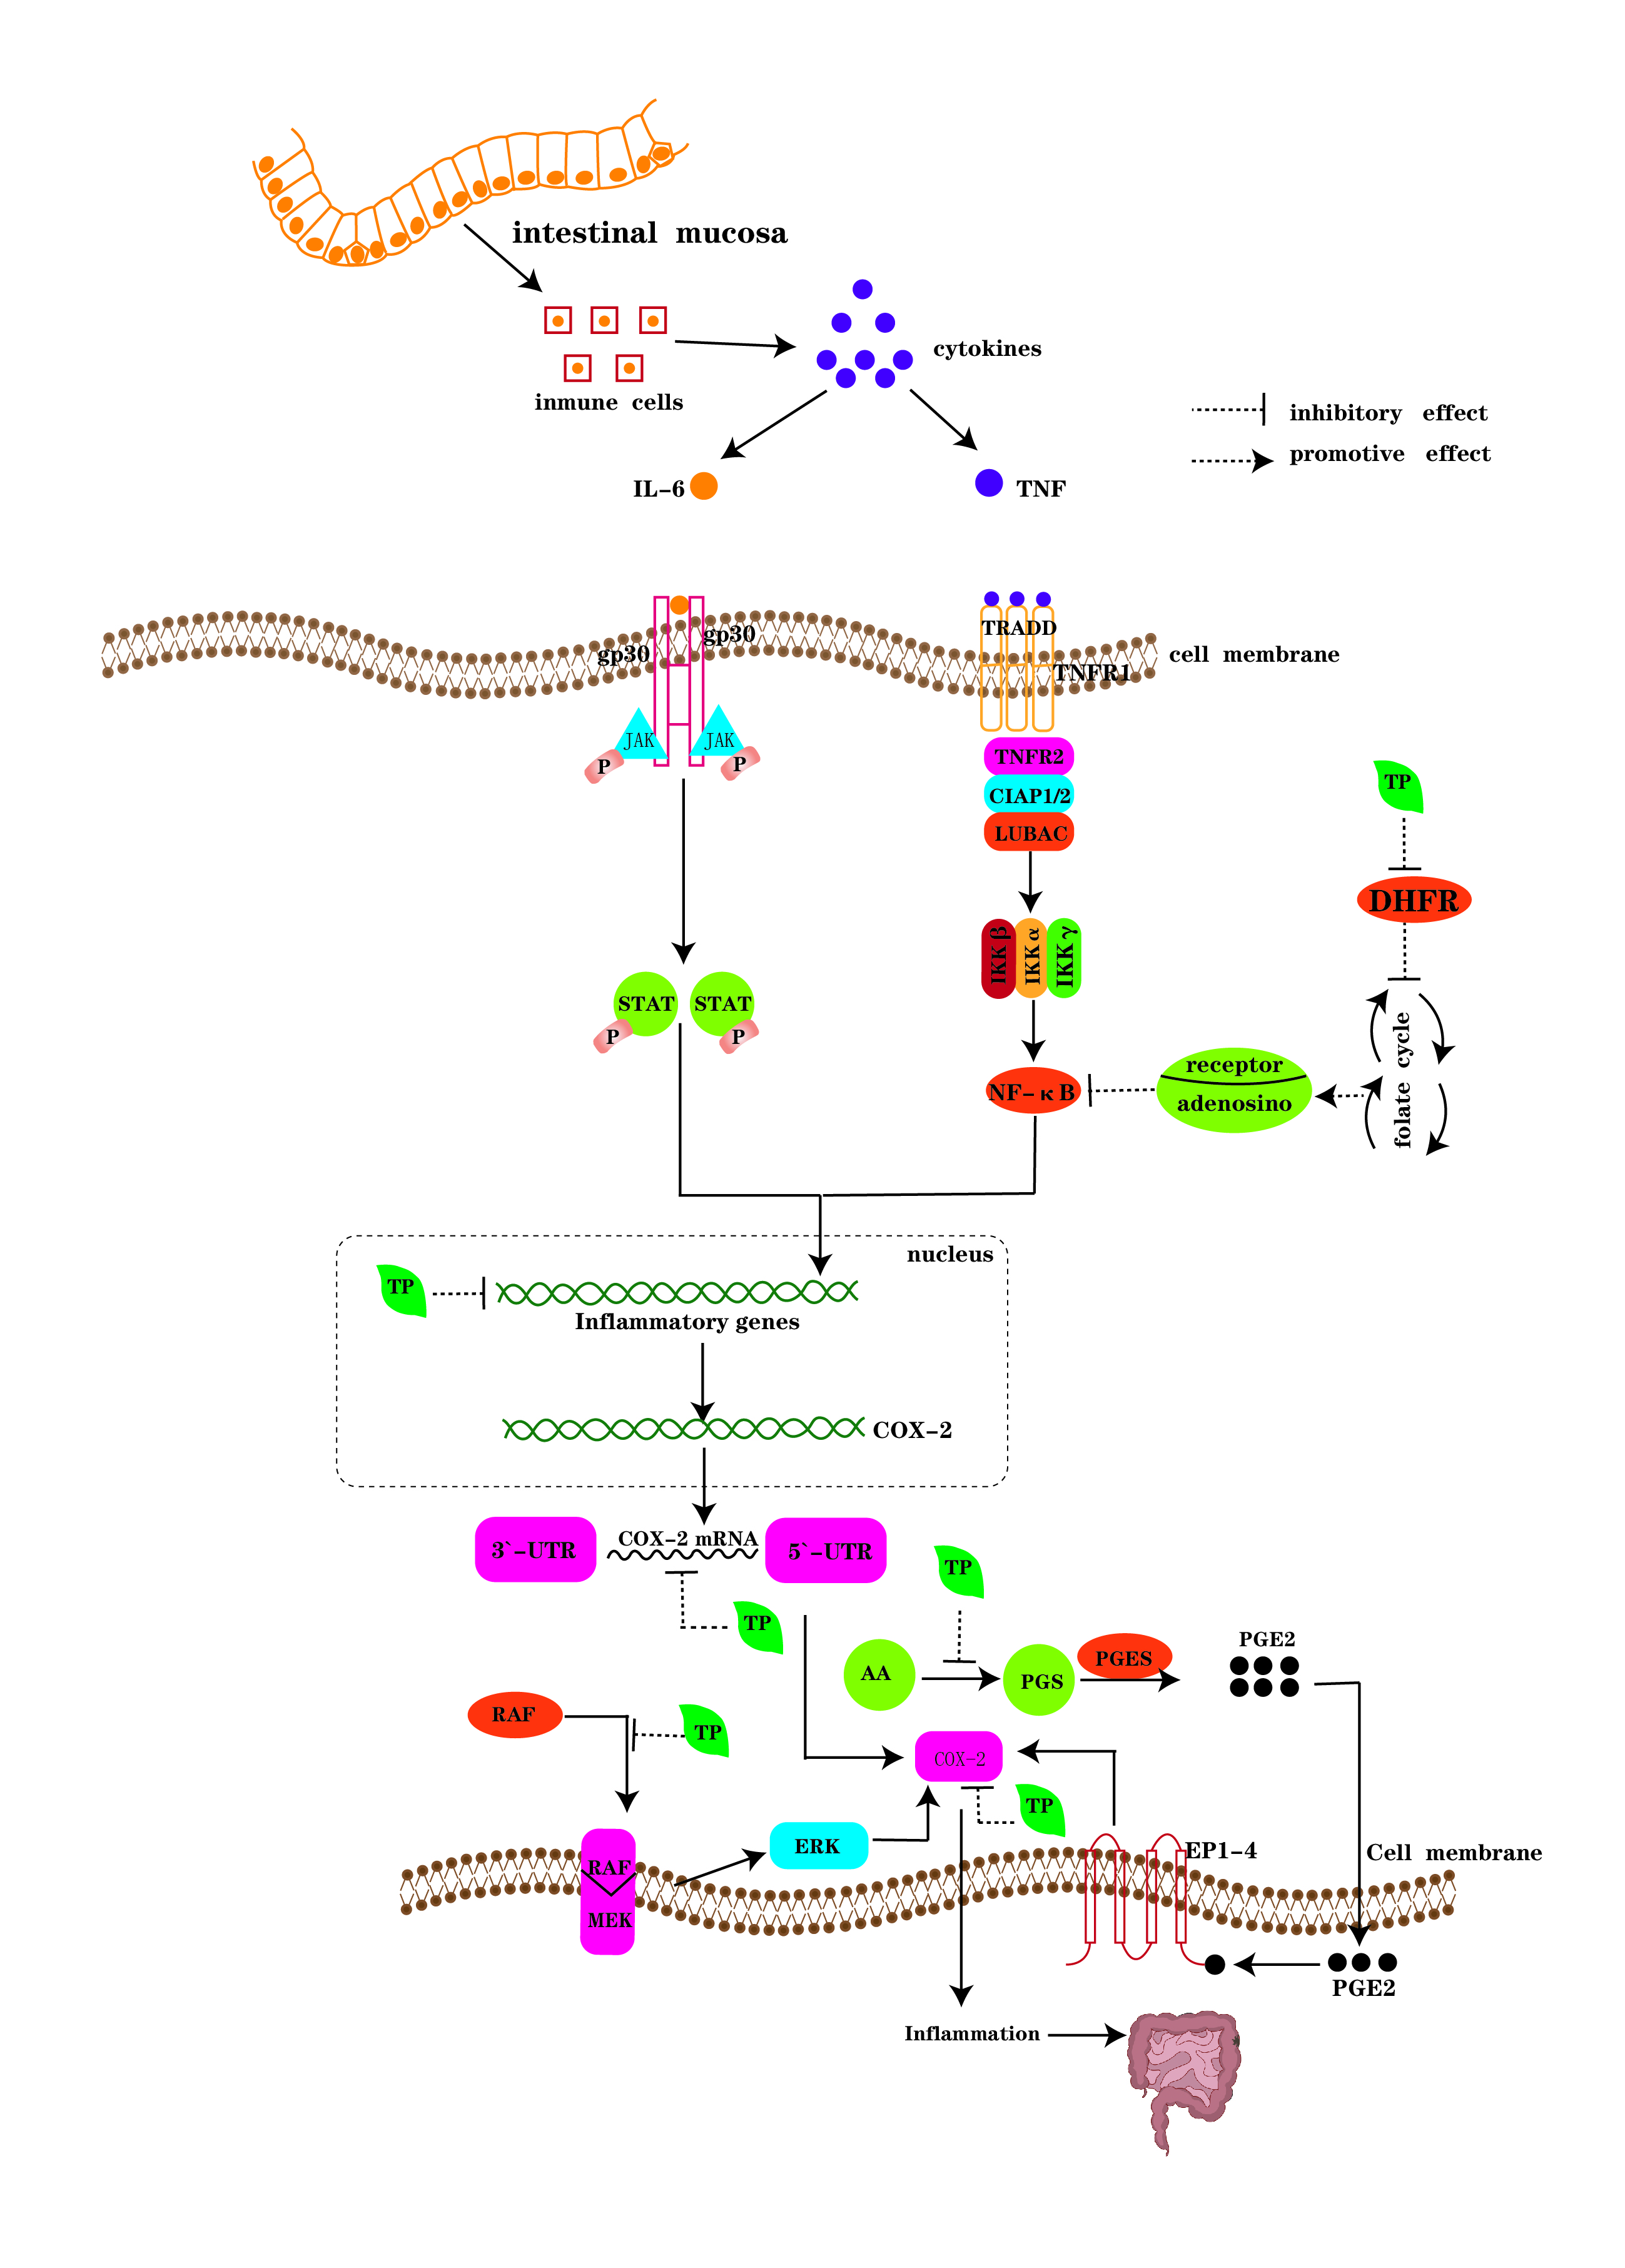 intestinal mucosa
inmune cells
cytokines
inhibitory effect
promotive effect
IL-6
TNF
gp30
gp30
TRADD
TNFR1
cell membrane
JAK
JAK
P
P
TNFR2
CIAP1/2
LUBAC
TP
DHFR
IKK β
IKK α
IKK γ
STAT
STAT
P
P
NF-κB
receptor
adenosino
folate cycle
nucleus
TP
Inflammatory genes
COX-2
3`-UTR
COX-2 mRNA
5`-UTR
TP
TP
AA
PGS
PGES
PGE2
RAF
TP
COX-2
TP
ERK
EP1-4
Cell membrane
RAF
MEK
PGE2
Inflammation